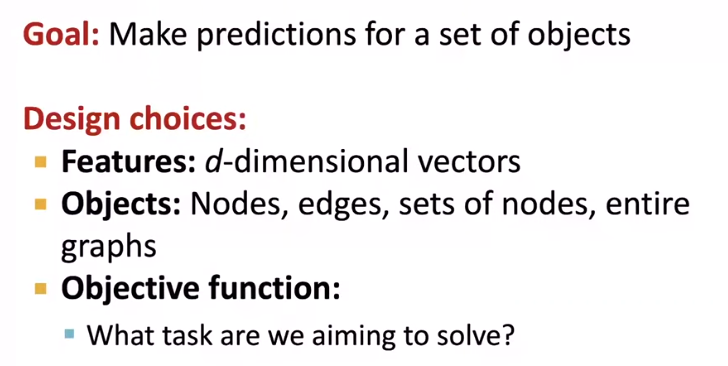 Goal: Make predictions for a set of objects
Design choices:
Features: d-dimensional vectors
Objects: Nodes, edges, sets of nodes, entire
graphs
Objective function:
What task are we aiming to solve?